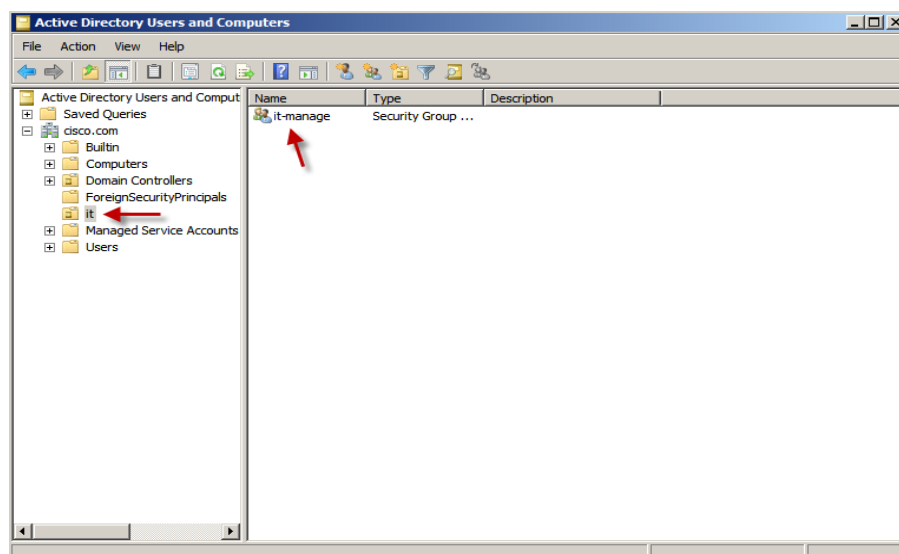 Active Directory Users and Computers
File Action View Help
Active Directory Users and Comput
Saved Queries
cisco.com
Builtin
Computers
Domain Controllers
ForeignSecurityPrincipals
it
Managed Service Accounts
Users
Name Type Description
it-manage Security Group ...